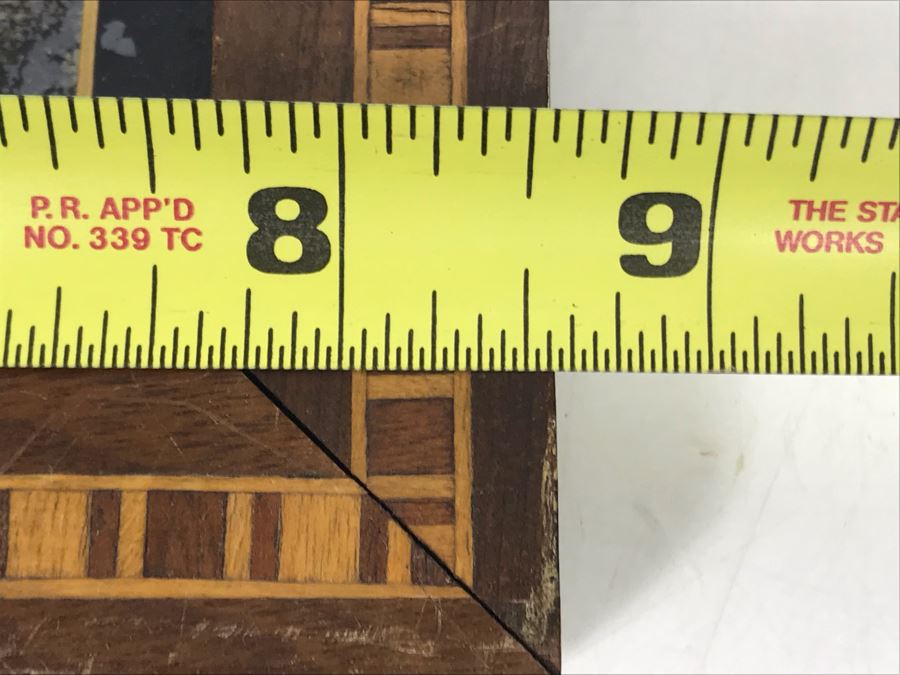 P.R. APP'D
NO. 339 TC
8
9
THE STA
WORKS